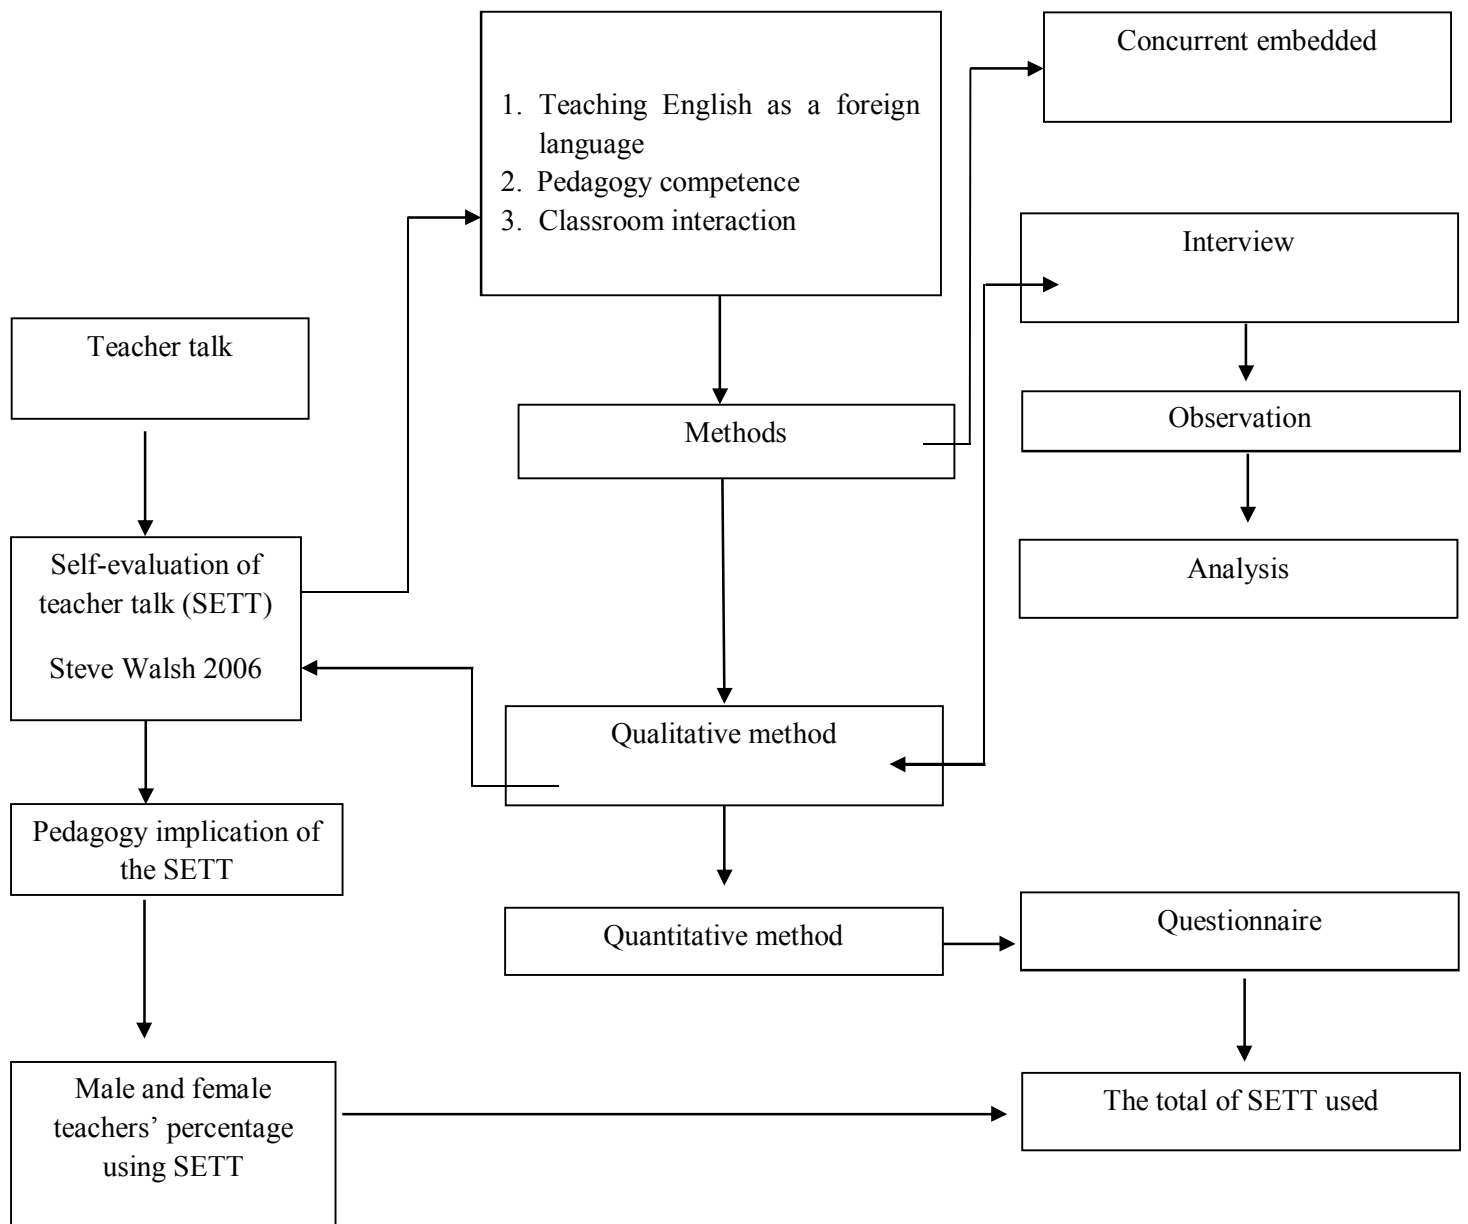 1. Teaching English as a foreign
language
2. Pedagogy competence
3. Classroom interaction
Concurrent embedded
Interview
Teacher talk
Methods
Observation
Self-evaluation of
teacher talk (SETT)
Steve Walsh 2006
Analysis
Qualitative method
Pedagogy implication of
the SETT
Quantitative method
Questionnaire
Male and female
teachers’ percentage
using SETT
The total of SETT used